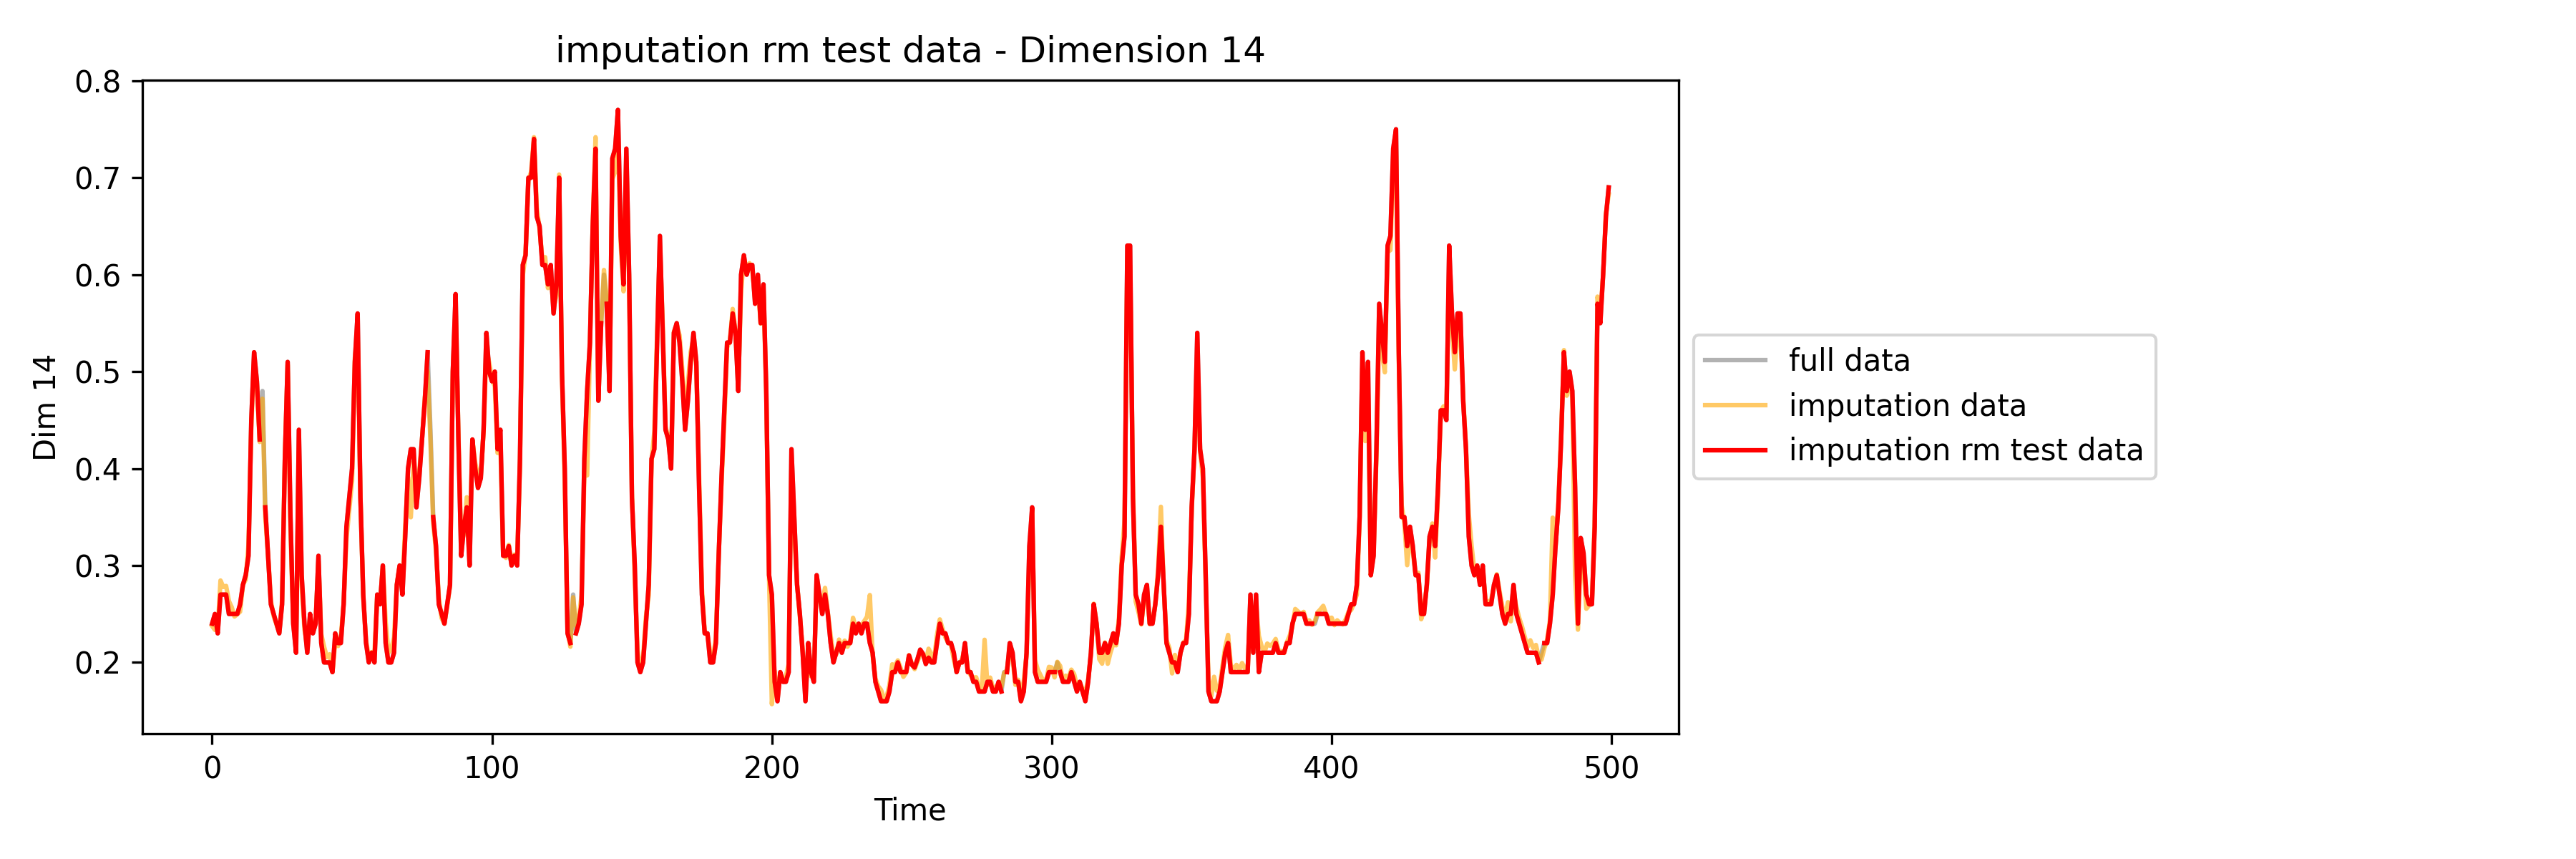 imputation rm test data - Dimension 14
0.8
0.7
0.6
0.5
0.4
0.3
0.2
Dim 14
0
100
200
300
400
500
Time
full data
imputation data
imputation rm test data